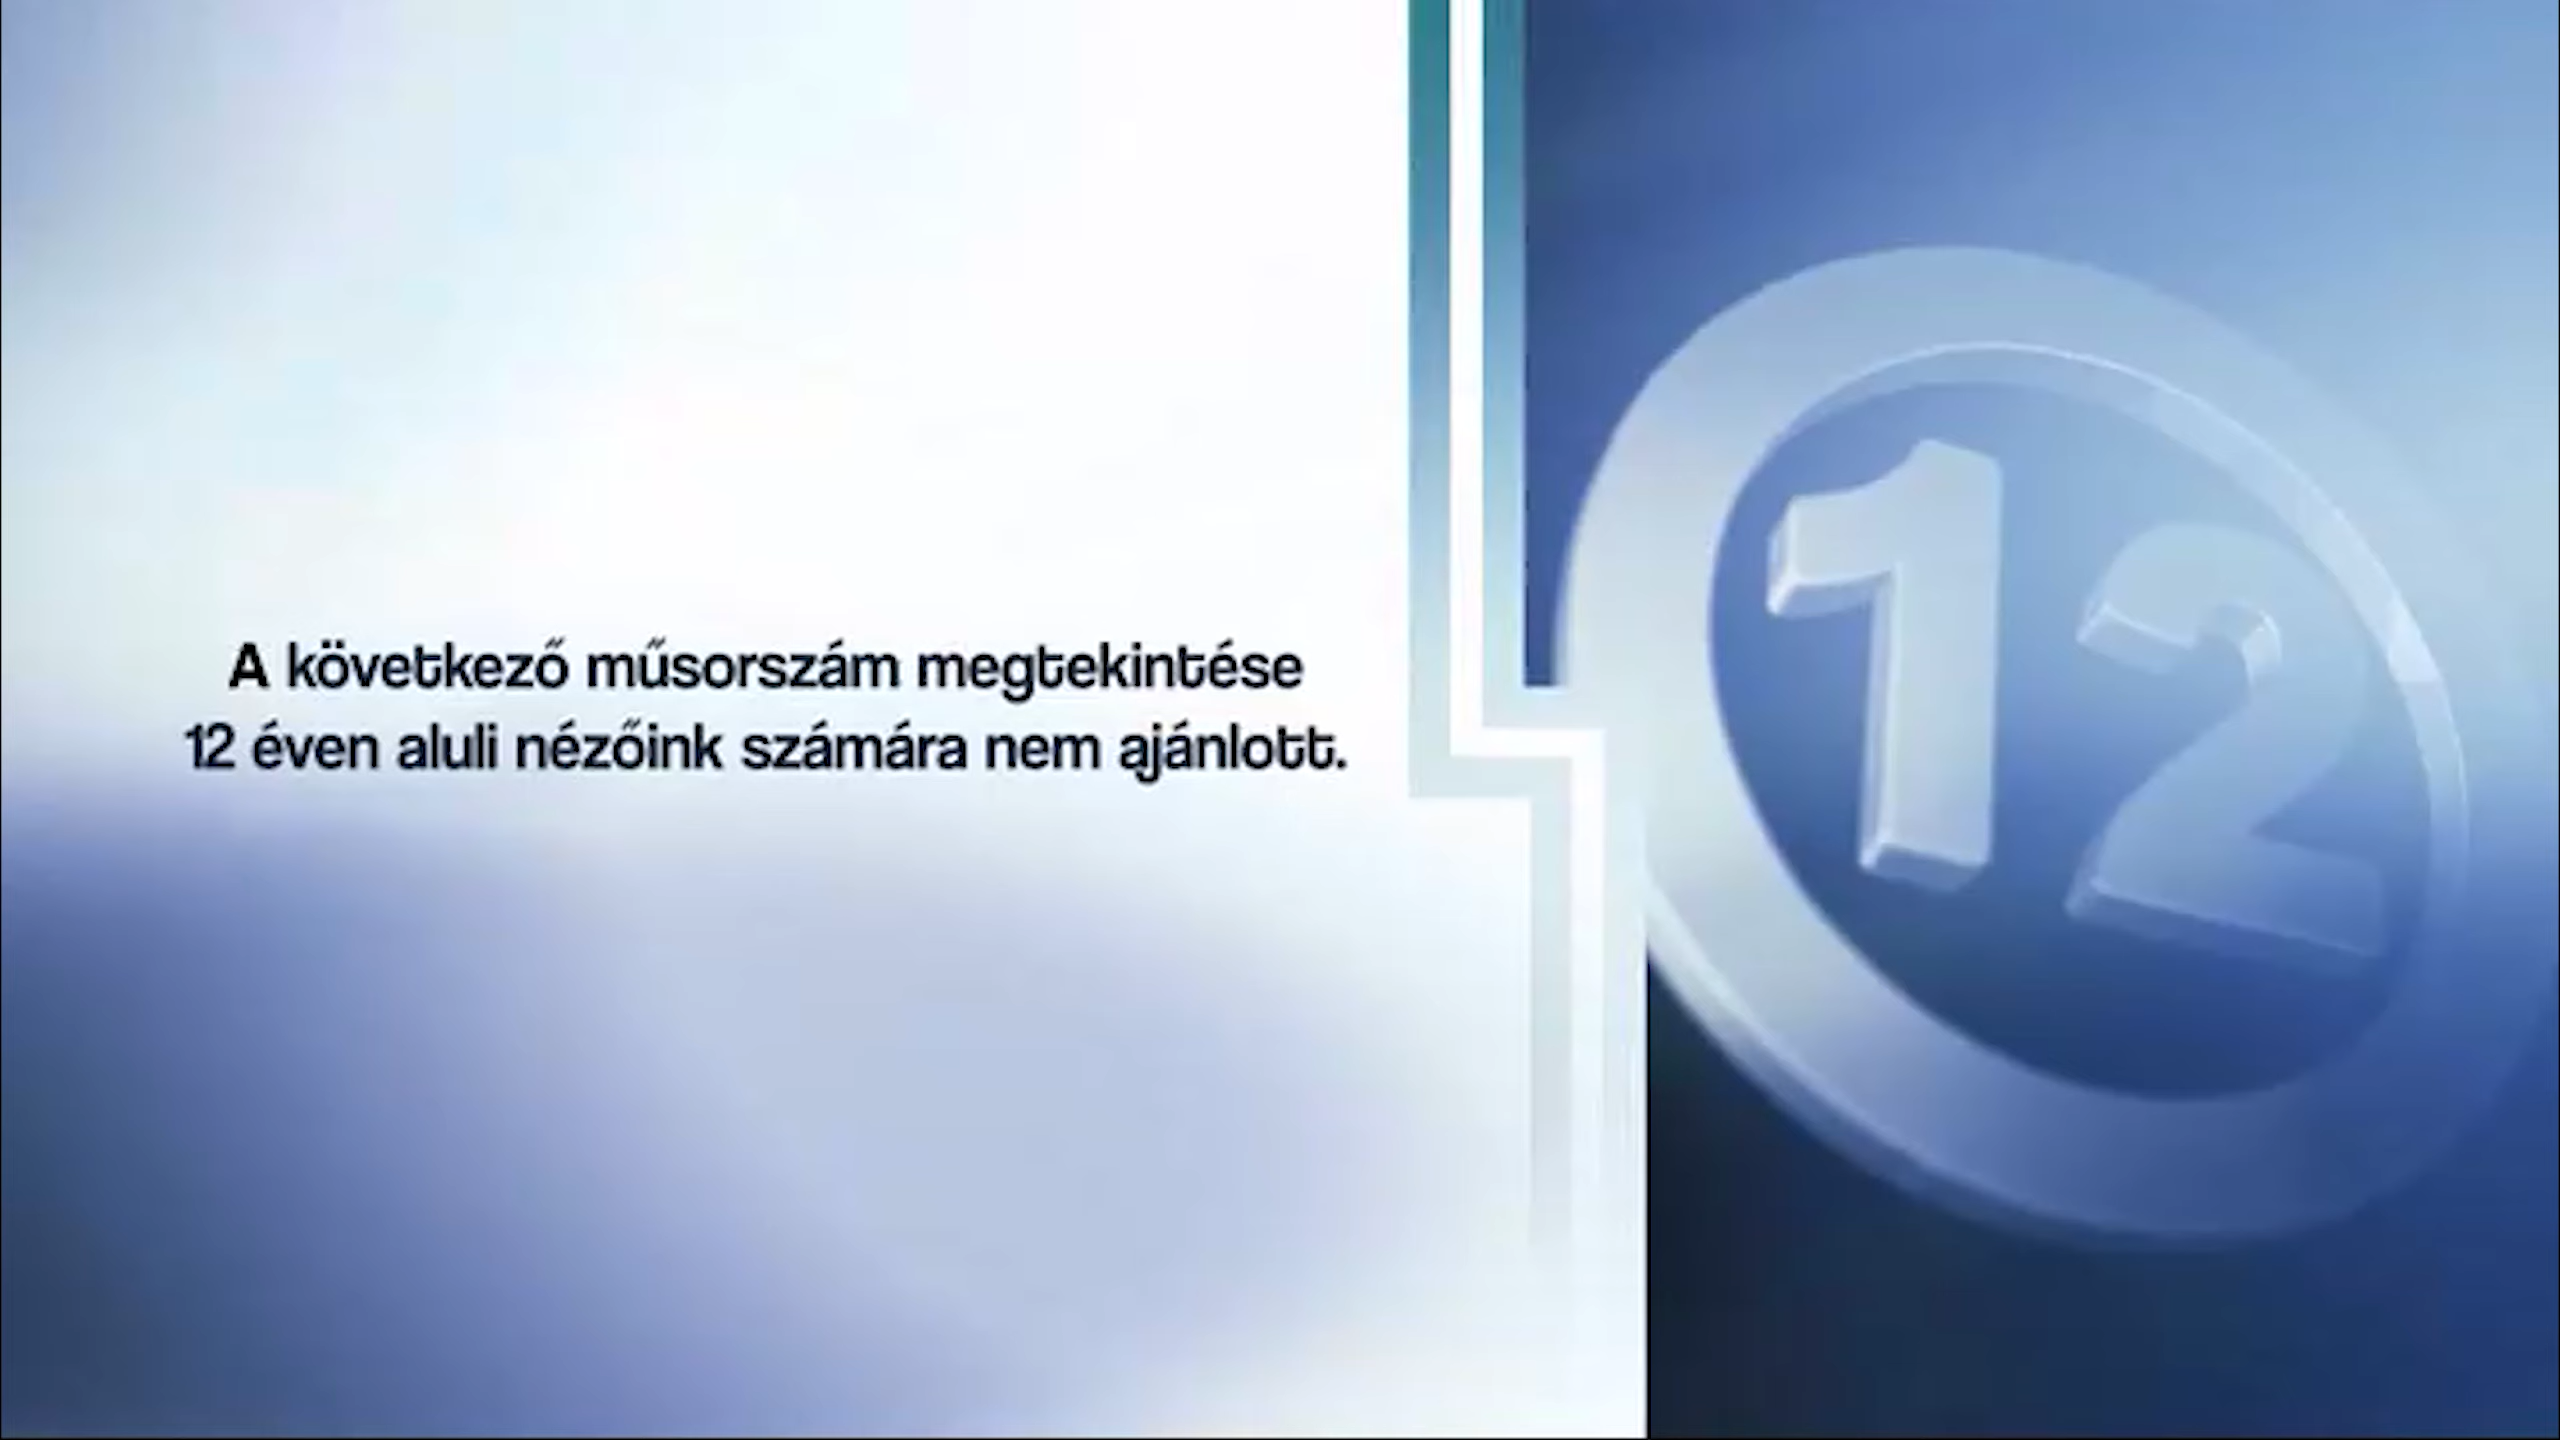 A következő műsorszám megtekintése
12 éven aluli nézőink számára nem ajánlott.
12